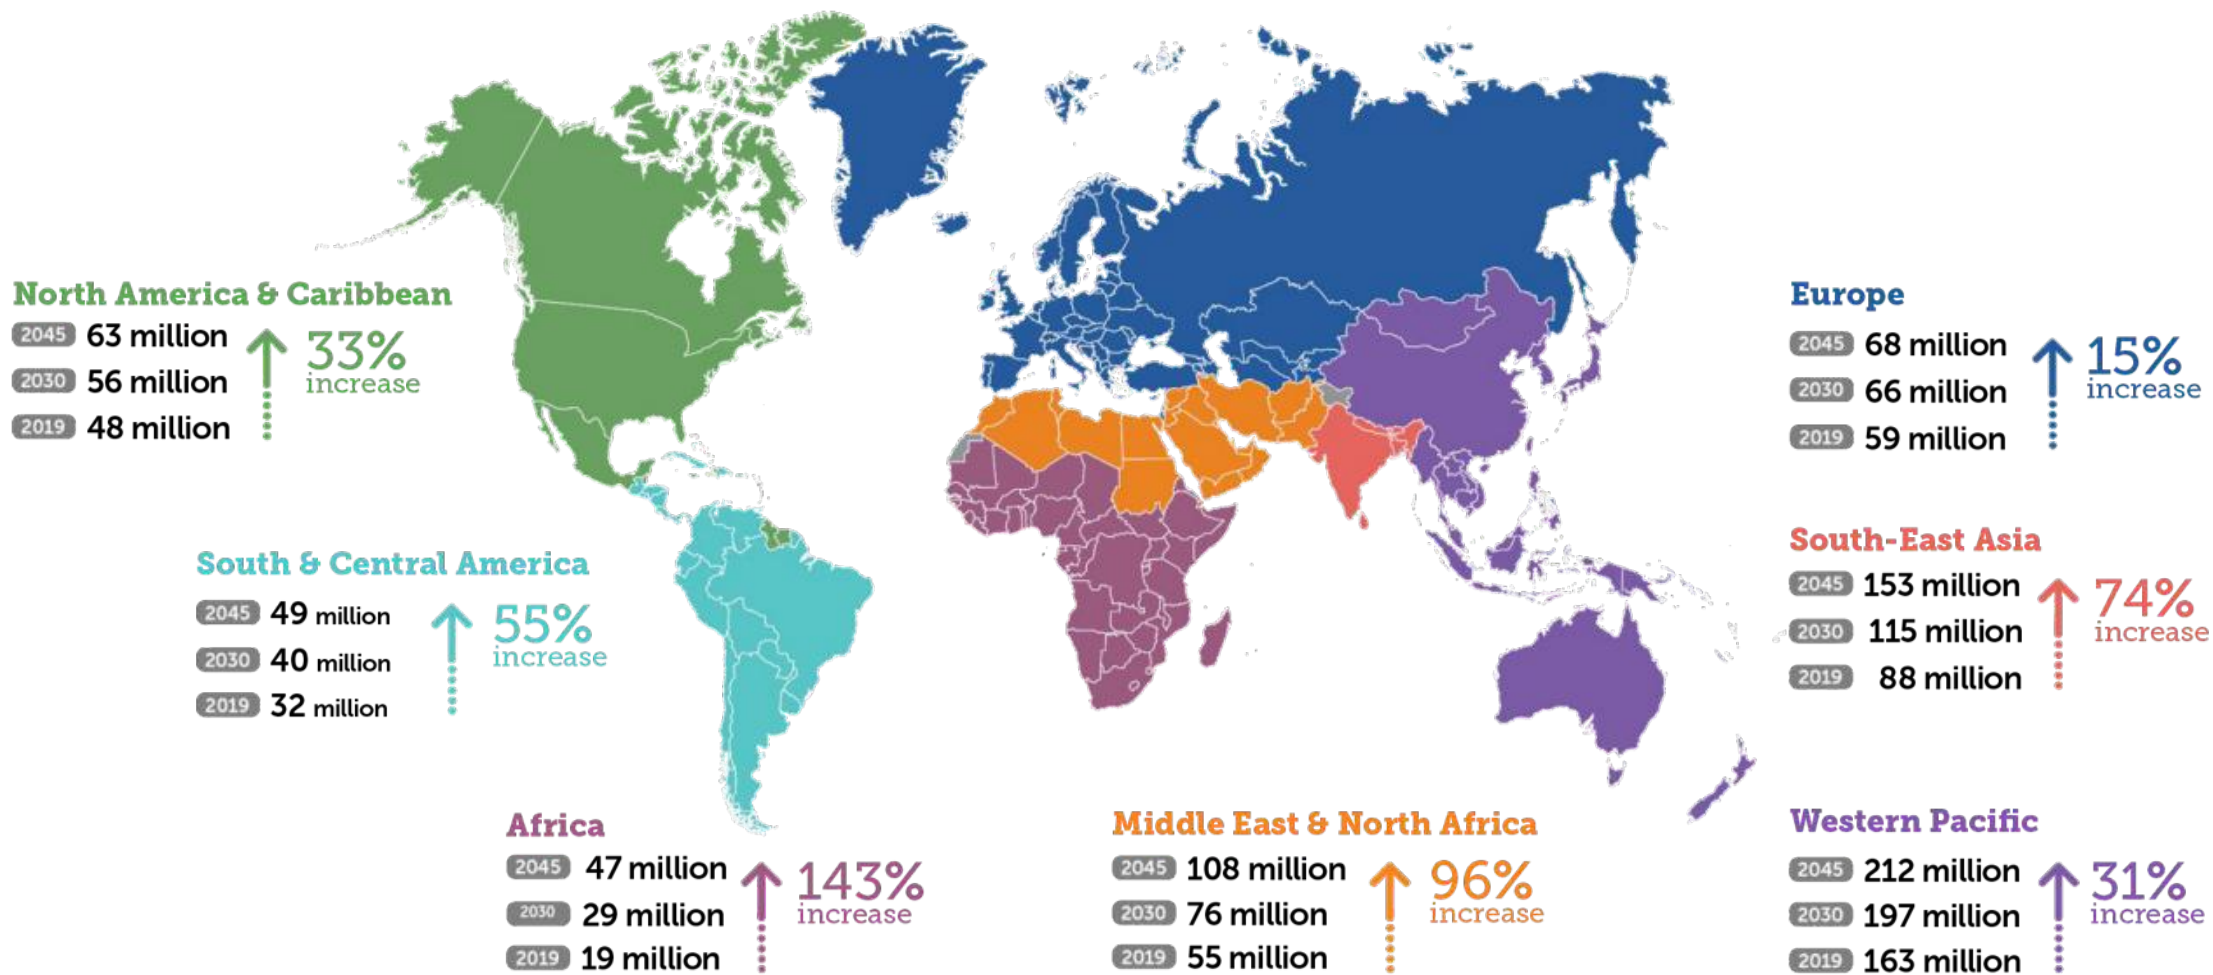 North America & Caribbean
2045 63 million
2030 56 million
2019 48 million
33%
increase
South & Central America
2045 49 million
2030 40 million
2019 32 million
55%
increase
Africa
2045 47 million
2030 29 million
2019 19 million
143%
increase
Middle East & North Africa
2045 108 million
2030 76 million
2019 55 million
96%
increase
Europe
2045 68 million
2030 66 million
2019 59 million
15%
increase
South-East Asia
2045 153 million
2030 115 million
2019 88 million
74%
increase
Western Pacific
2045 212 million
2030 197 million
2019 163 million
31%
increase